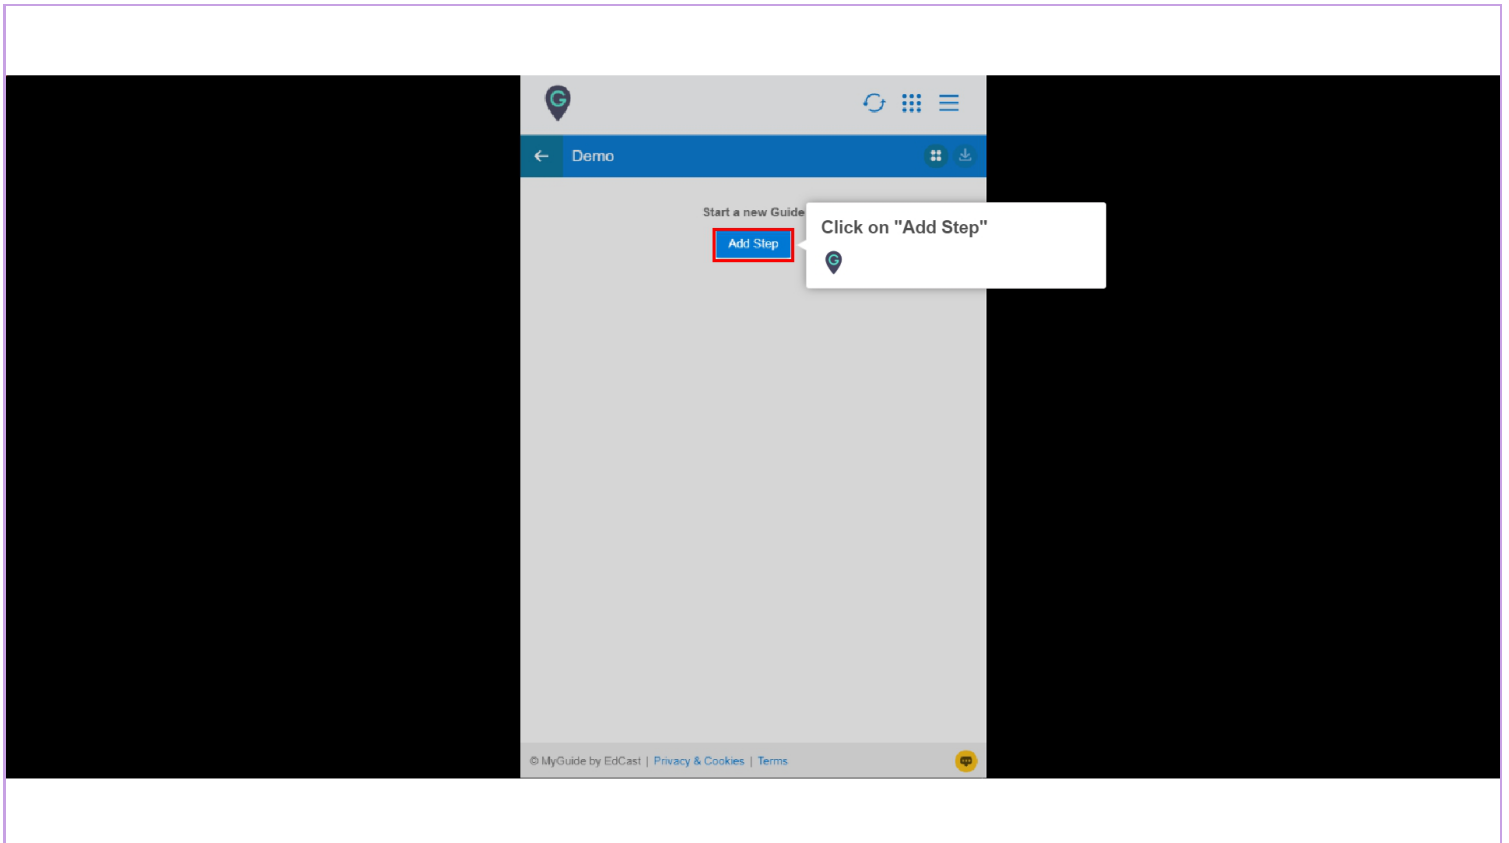 G
Demo
Start a new Guide
Add Step
Click on "Add Step"
G
© MyGuide by EdCast | Privacy & Cookies | Terms